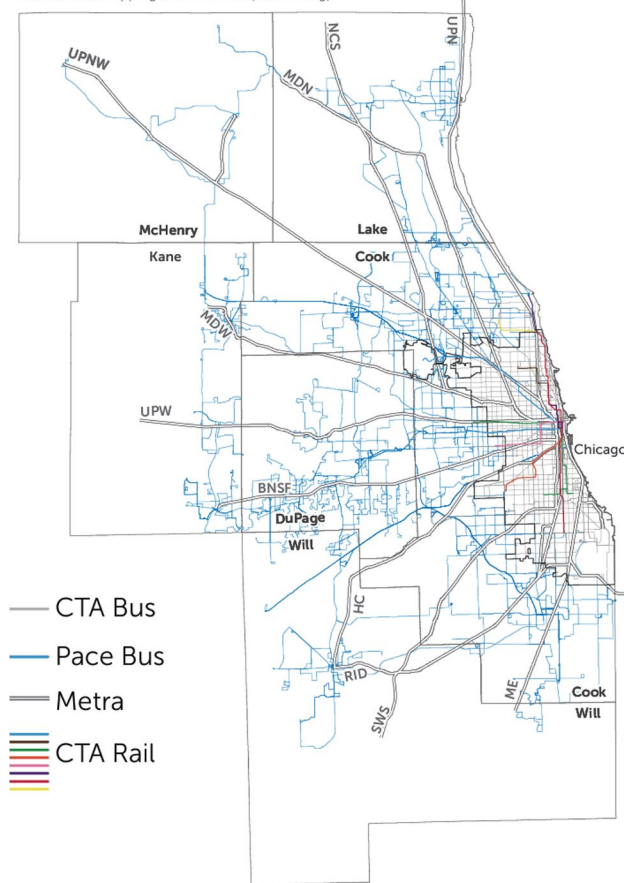 UPNW
NCS
UPN
MDN
McHenry
Lake
Kane
Cook
MDW
UPW
Chicago
BNSF
DuPage
Will
HC
RID
SWS
ME
Cook
Will
CTA Bus
Pace Bus
Metra
CTA Rail